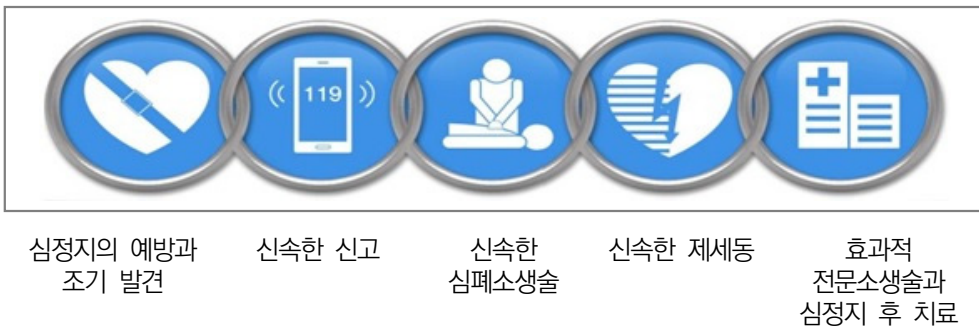 119
심정지의 예방과
조기 발견
신속한 신고
신속한
심폐소생술
신속한 제세동
효과적
전문소생술과
심정지 후 치료